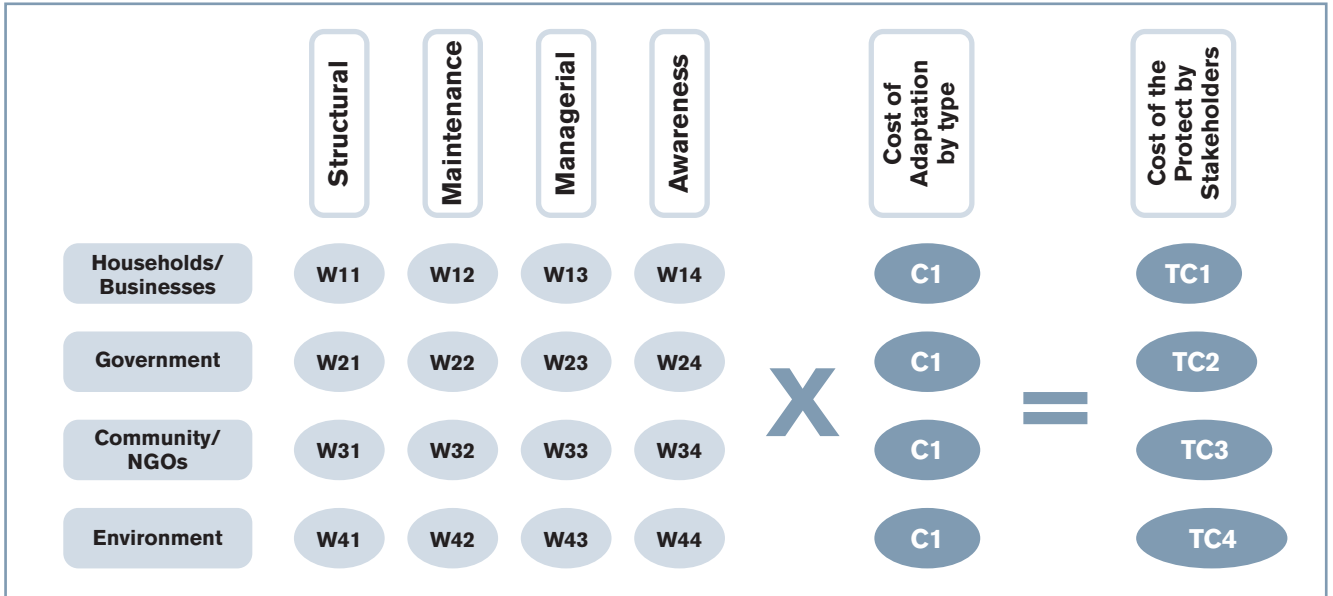 Structural
Maintenance
Managerial
Awareness
Cost of
Adaptation
by type
Cost of the
Protect by
Stakeholders
Households/
Businesses
W11 W12 W13 W14 C1 TC1
Government
W21 W22 W23 W24 X C1 = TC2
Community/
NGOs
W31 W32 W33 W34 C1 TC3
Environment
W41 W42 W43 W44 C1 TC4